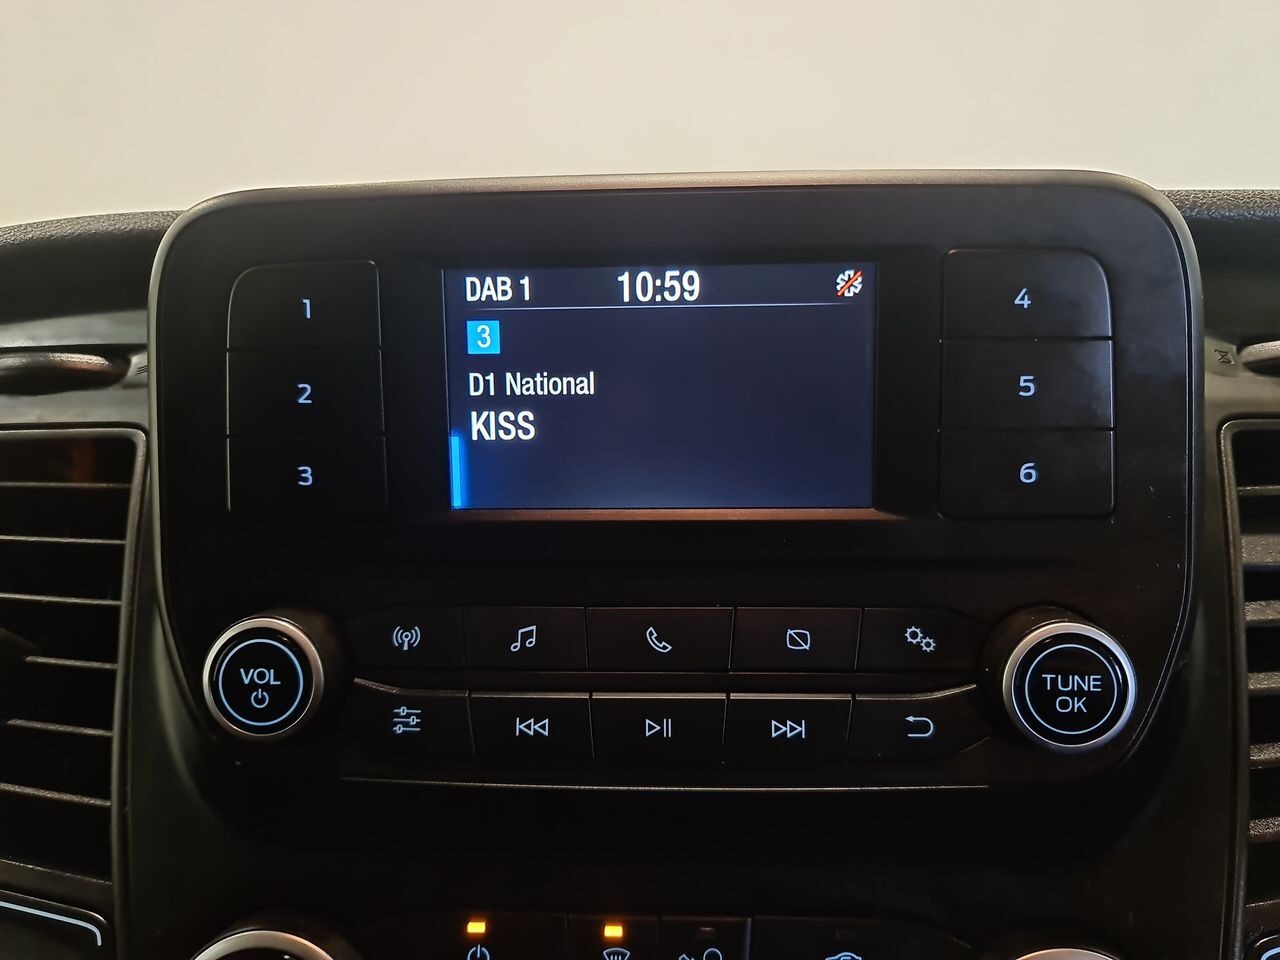 DAB 1 10:59
3
D1 National
KISS
1
2
3
4
5
6
VOL
TUNE
OK